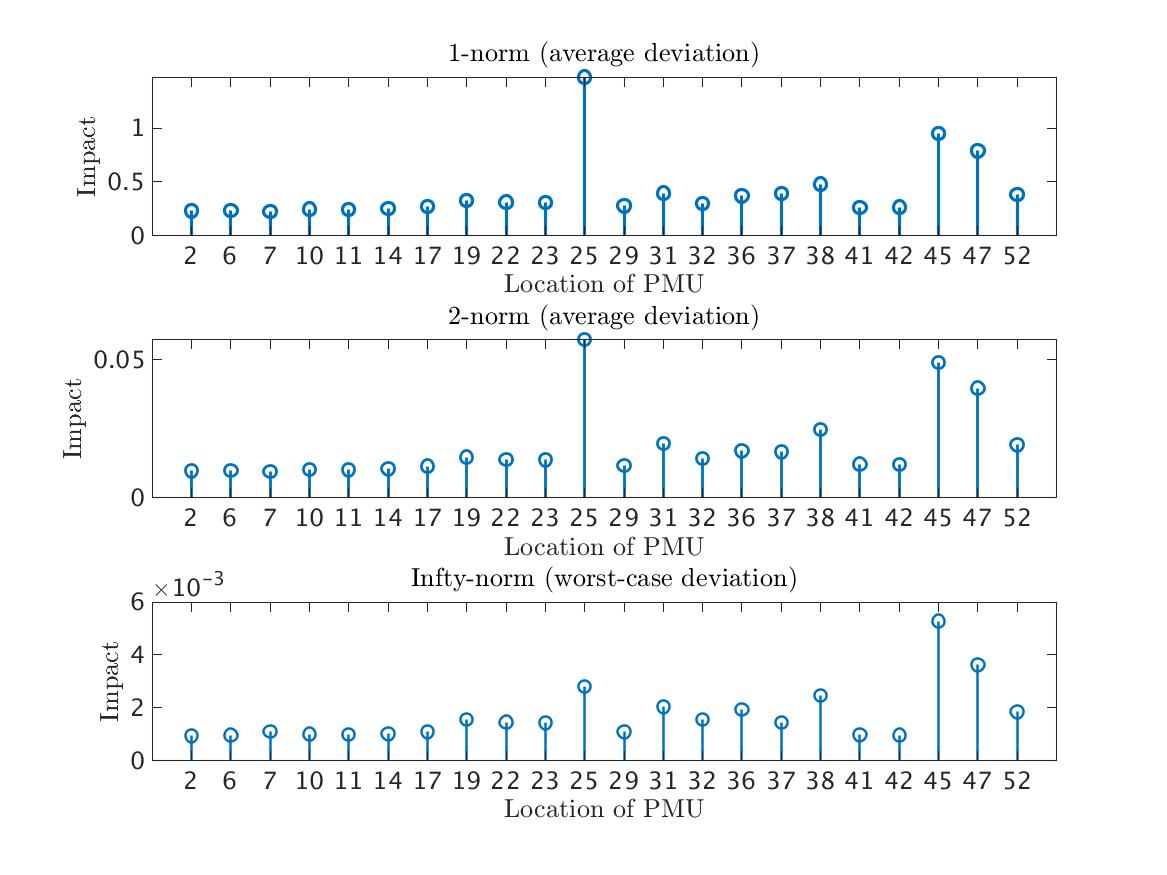 1-norm (average deviation)
Impact
1
0.5
0
2 6 7 10 11 14 17 19 22 23 25 29 31 32 36 37 38 41 42 45 47 52
Location of PMU
2-norm (average deviation)
Impact
0.05
0
2 6 7 10 11 14 17 19 22 23 25 29 31 32 36 37 38 41 42 45 47 52
Location of PMU
Infty-norm (worst-case deviation)
×10⁻³
Impact
6
4
2
0
2 6 7 10 11 14 17 19 22 23 25 29 31 32 36 37 38 41 42 45 47 52
Location of PMU